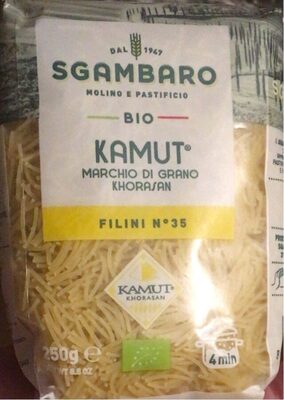 DAL 1947
SGAMBARO
MOLINO E PASTIFICIO
BIO
KAMUT®
MARCHIO DI GRANO
KHORASAN
FILINI N°35
KAMUT®
KHORASAN
250g e
4 min